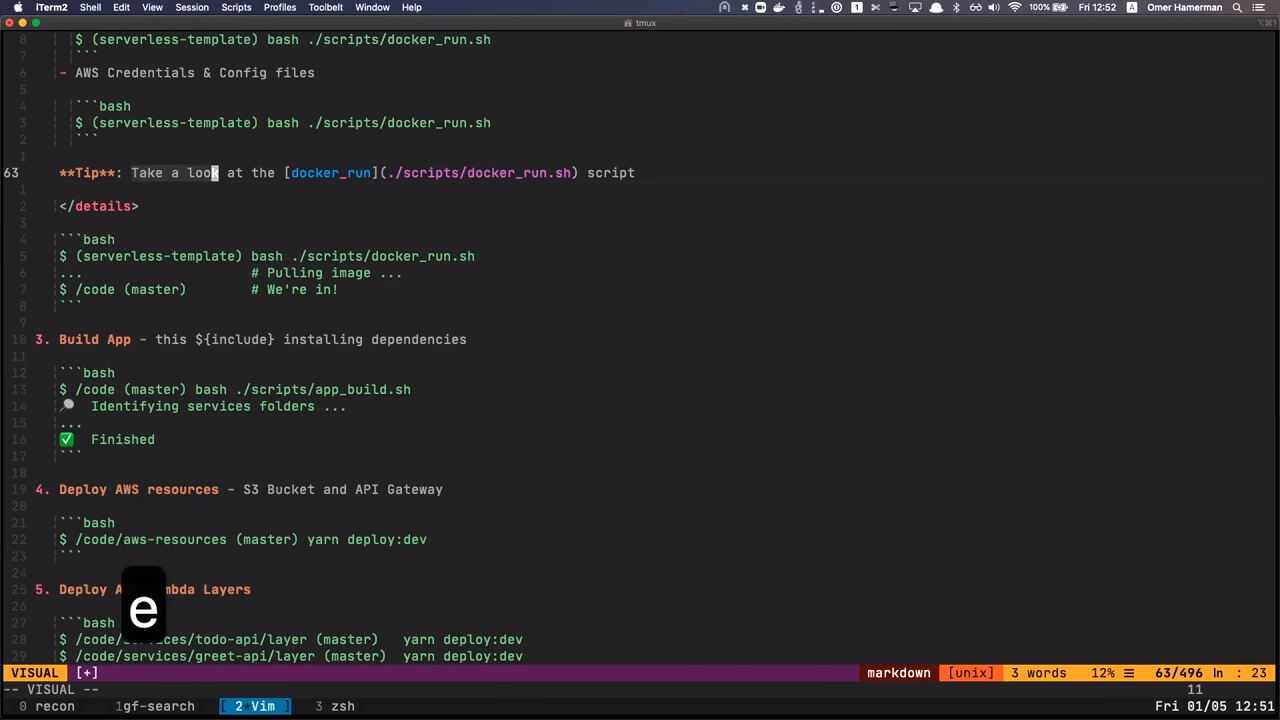 iTerm2 Shell Edit View Session Scripts Profiles Toolbelt Window Help 1 100% Fri 12:52 A Omer Hamerman
tmux
8 $ (serverless-template) bash ./scripts/docker_run.sh
7 ```
6 - AWS Credentials & Config files
5
4 ```bash
3 $ (serverless-template) bash ./scripts/docker_run.sh
2 ```
1
63 **Tip**: Take a look at the [docker_run](./scripts/docker_run.sh) script
1
2 </details>
3
4 ```bash
5 $ (serverless-template) bash ./scripts/docker_run.sh
6 ... # Pulling image ...
7 $ /code (master) # We're in!
8 ```
9
10 3. Build App - this ${include} installing dependencies
11
12 ```bash
13 $ /code (master) bash ./scripts/app_build.sh
14 🔎 Identifying services folders ...
15 ...
16 ✅ Finished
17 ```
18
19 4. Deploy AWS resources - S3 Bucket and API Gateway
20
21 ```bash
22 $ /code/aws-resources (master) yarn deploy:dev
23 ```
24
25 5. Deploy A mbda Layers
26
27 ```bash
28 $ /code/services/todo-api/layer (master) yarn deploy:dev
29 $ /code/services/greet-api/layer (master) yarn deploy:dev
e
VISUAL [+] markdown [unix] 3 words 12% ☰ 63/496 ln : 23
-- VISUAL -- 11
0 recon 1gf-search [ 2*Vim ] 3 zsh Fri 01/05 12:51